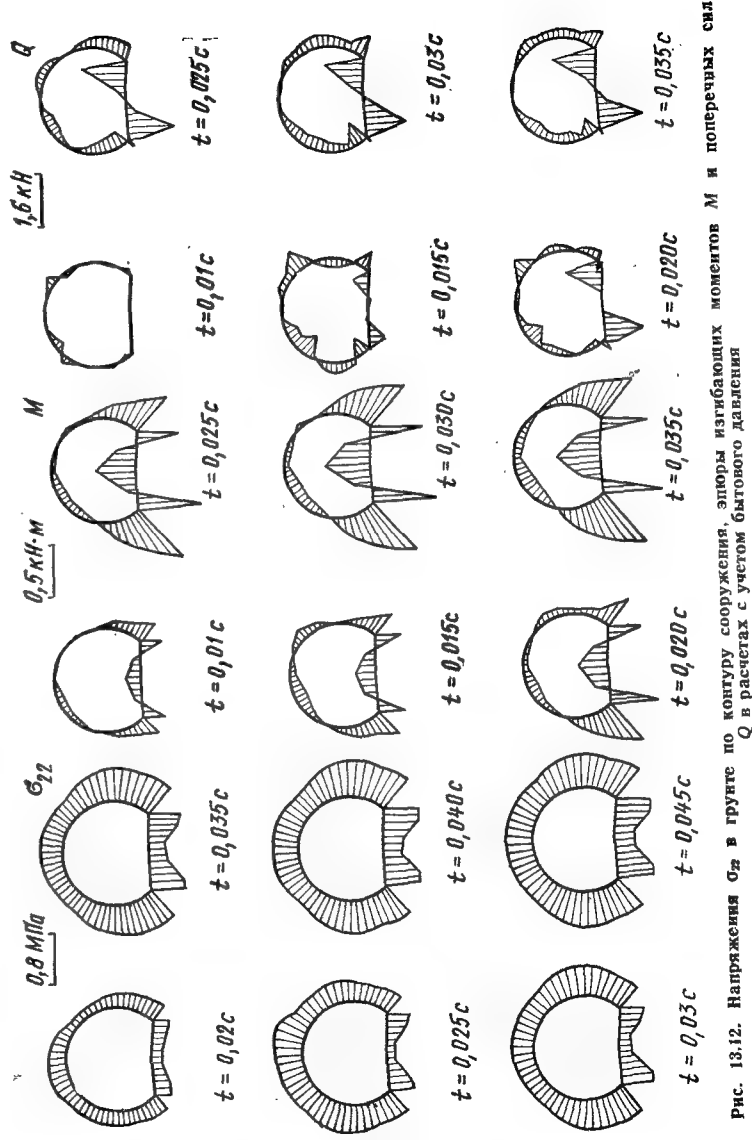 0,8 МПа
σ22
0,5 кН·м
M
1,6 кН
Q
t=0,02с
t=0,035с
t=0,01с
t=0,025с
t=0,01с
t=0,025с
t=0,025с
t=0,040с
t=0,015с
t=0,030с
t=0,015с
t=0,03с
t=0,03с
t=0,045с
t=0,020с
t=0,035с
t=0,020с
t=0,035с
Рис. 13.12. Напряжения σ22 в грунте по контуру сооружения, эпюры изгибающих моментов M и поперечных сил
Q в расчетах с учетом бытового давления